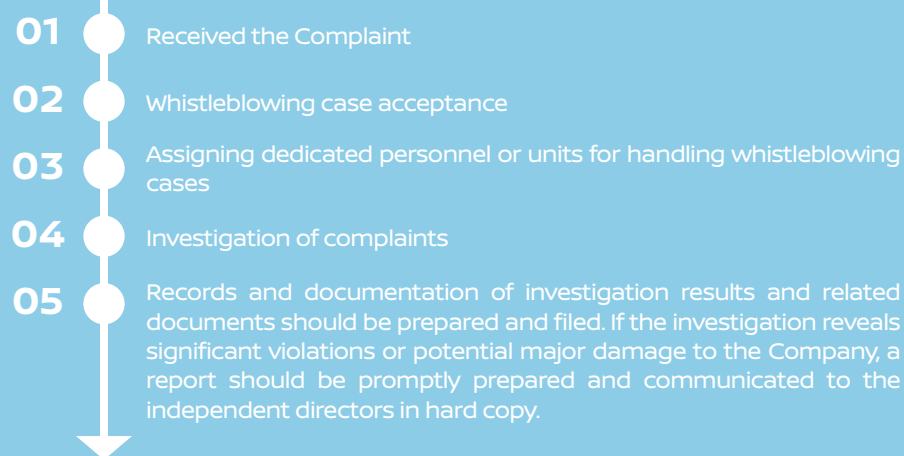 01 Received the Complaint
02 Whistleblowing case acceptance
03 Assigning dedicated personnel or units for handling whistleblowing
cases
04 Investigation of complaints
05 Records and documentation of investigation results and related
documents should be prepared and filed. If the investigation reveals
significant violations or potential major damage to the Company, a
report should be promptly prepared and communicated to the
independent directors in hard copy.